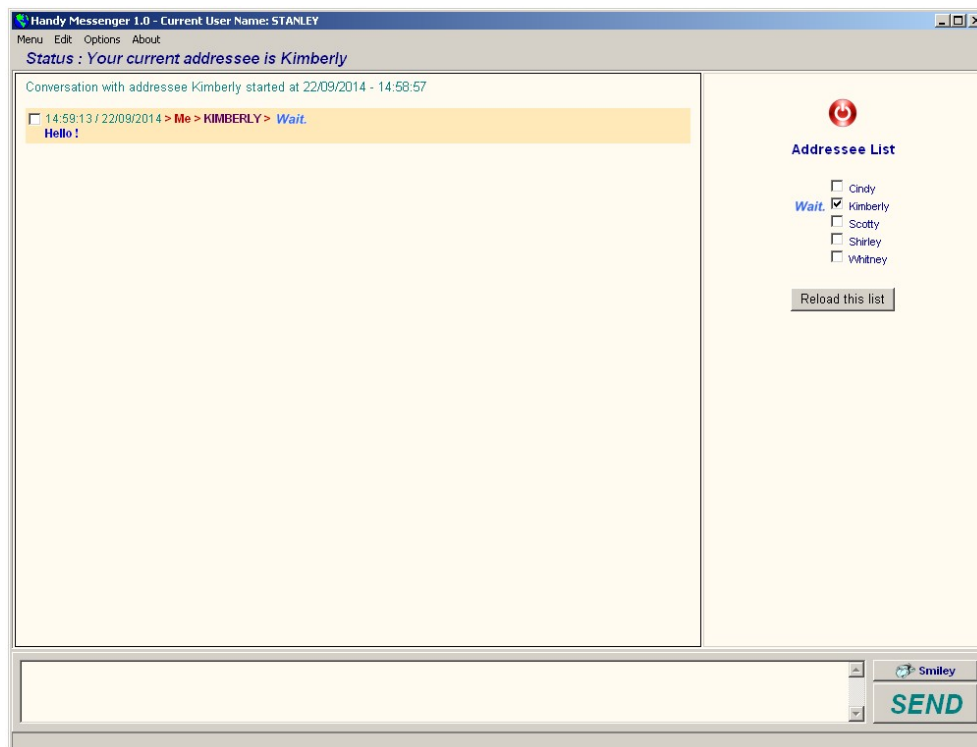 Handy Messenger 1.0 - Current User Name: STANLEY
Menu Edit Options About
Status : Your current addressee is Kimberly
Conversation with addressee Kimberly started at 22/09/2014 - 14:58:57
14:59:13 / 22/09/2014 > Me > KIMBERLY > Wait.
Hello !
Addressee List
Cindy
Wait. Kimberly
Scotty
Shirley
Whitney
Reload this list
Smiley
SEND